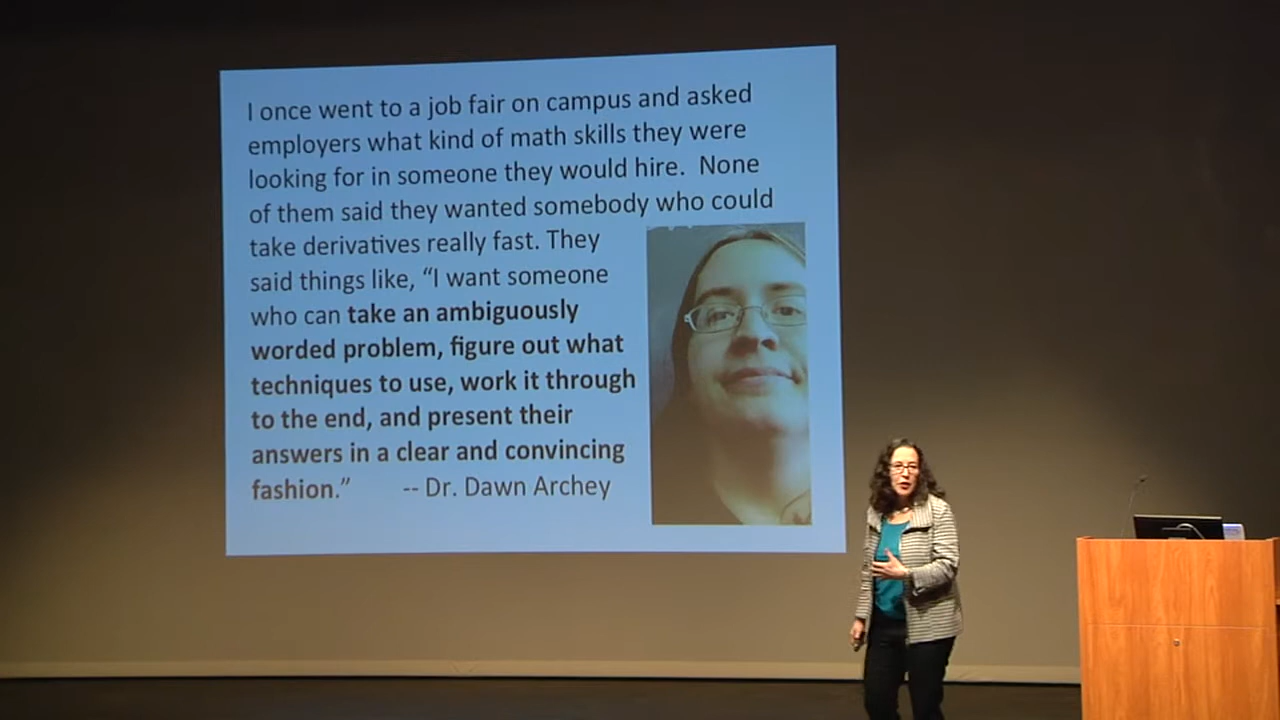 I once went to a job fair on campus and asked
employers what kind of math skills they were
looking for in someone they would hire.  None
of them said they wanted somebody who could
take derivatives really fast. They
said things like, “I want someone
who can take an ambiguously
worded problem, figure out what
techniques to use, work it through
to the end, and present their
answers in a clear and convincing
fashion.” -- Dr. Dawn Archey